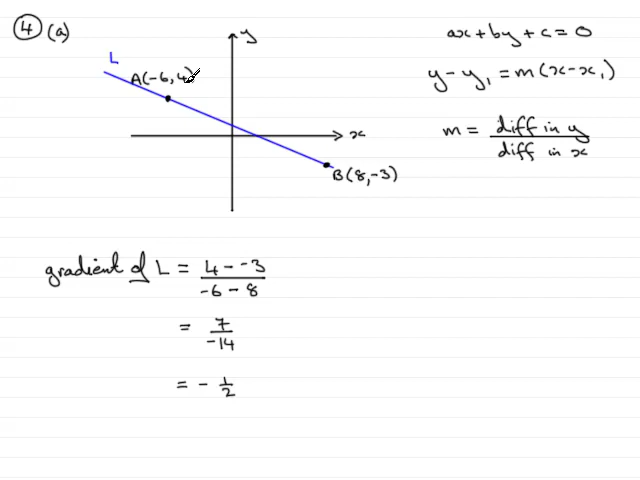 4 (a)
y
ax + by + c = 0
L
A(-6, 4)
y - y₁ = m(x - x₁)
x
m = diff in y / diff in x
B(8, -3)
gradient of L = 4 - -3 / -6 - 8
= 7 / -14
= - 1/2